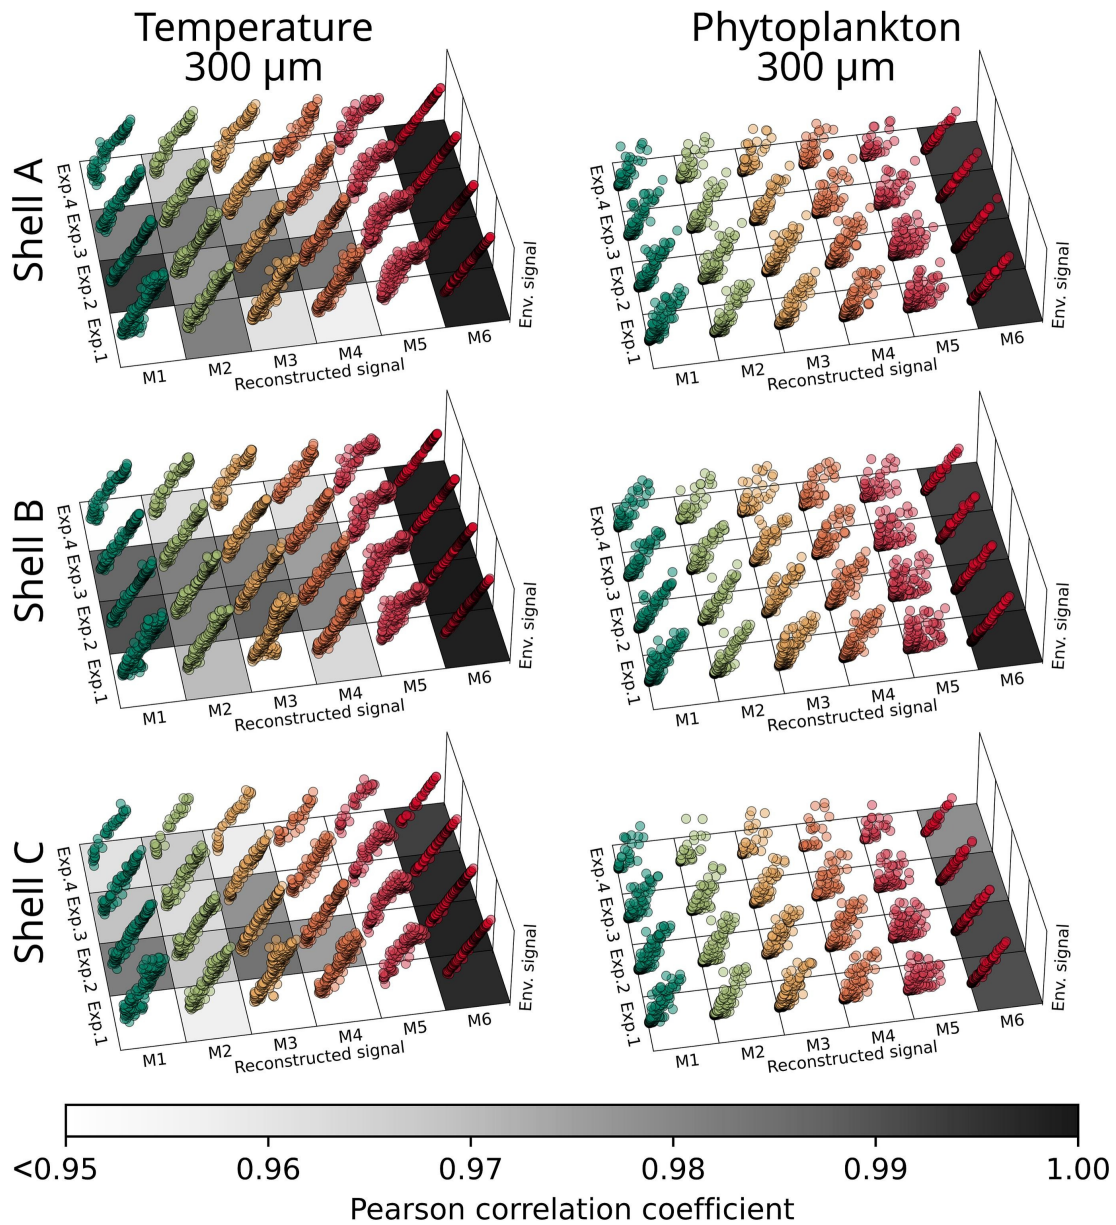 Temperature
300 µm
Phytoplankton
300 µm
Shell A
Exp.4
Exp.3
Exp.2
Exp.1
M1
M2
M3
M4
M5
M6
Reconstructed signal
Env. signal
Exp.4
Exp.3
Exp.2
Exp.1
M1
M2
M3
M4
M5
M6
Reconstructed signal
Env. signal
Shell B
Exp.4
Exp.3
Exp.2
Exp.1
M1
M2
M3
M4
M5
M6
Reconstructed signal
Env. signal
Exp.4
Exp.3
Exp.2
Exp.1
M1
M2
M3
M4
M5
M6
Reconstructed signal
Env. signal
Shell C
Exp.4
Exp.3
Exp.2
Exp.1
M1
M2
M3
M4
M5
M6
Reconstructed signal
Env. signal
Exp.4
Exp.3
Exp.2
Exp.1
M1
M2
M3
M4
M5
M6
Reconstructed signal
Env. signal
<0.95 0.96 0.97 0.98 0.99 1.00
Pearson correlation coefficient